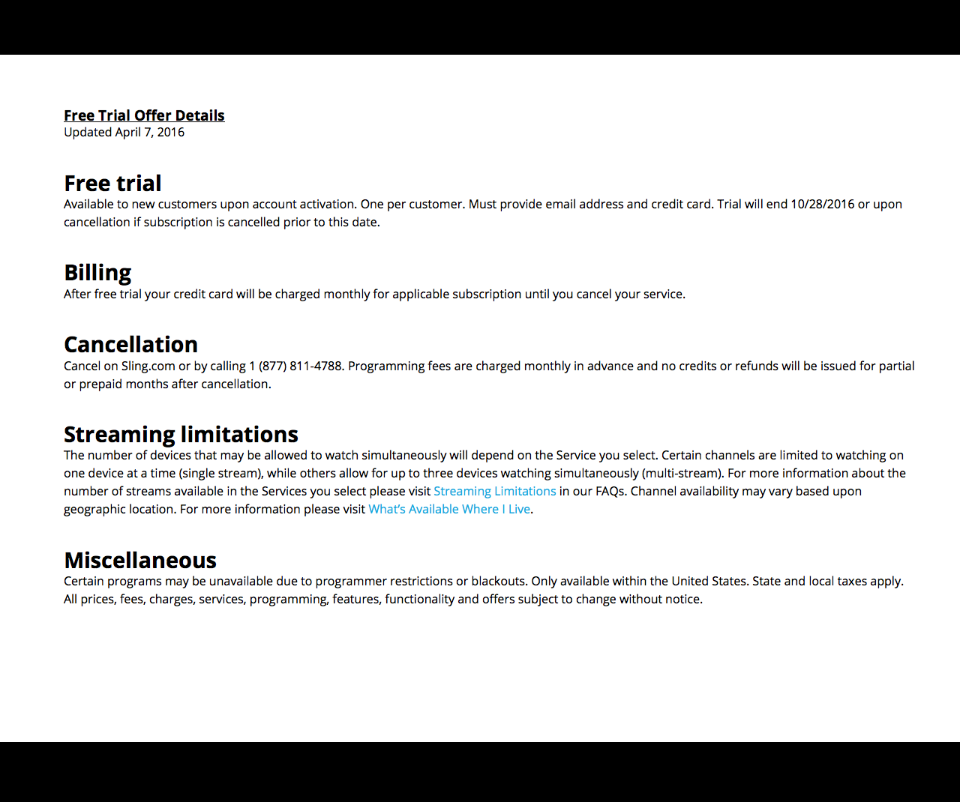 Free Trial Offer Details
Updated April 7, 2016
Free trial
Available to new customers upon account activation. One per customer. Must provide email address and credit card. Trial will end 10/28/2016 or upon
cancellation if subscription is cancelled prior to this date.
Billing
After free trial your credit card will be charged monthly for applicable subscription until you cancel your service.
Cancellation
Cancel on Sling.com or by calling 1 (877) 811-4788. Programming fees are charged monthly in advance and no credits or refunds will be issued for partial
or prepaid months after cancellation.
Streaming limitations
The number of devices that may be allowed to watch simultaneously will depend on the Service you select. Certain channels are limited to watching on
one device at a time (single stream), while others allow for up to three devices watching simultaneously (multi-stream). For more information about the
number of streams available in the Services you select please visit Streaming Limitations in our FAQs. Channel availability may vary based upon
geographic location. For more information please visit What's Available Where I Live.
Miscellaneous
Certain programs may be unavailable due to programmer restrictions or blackouts. Only available within the United States. State and local taxes apply.
All prices, fees, charges, services, programming, features, functionality and offers subject to change without notice.